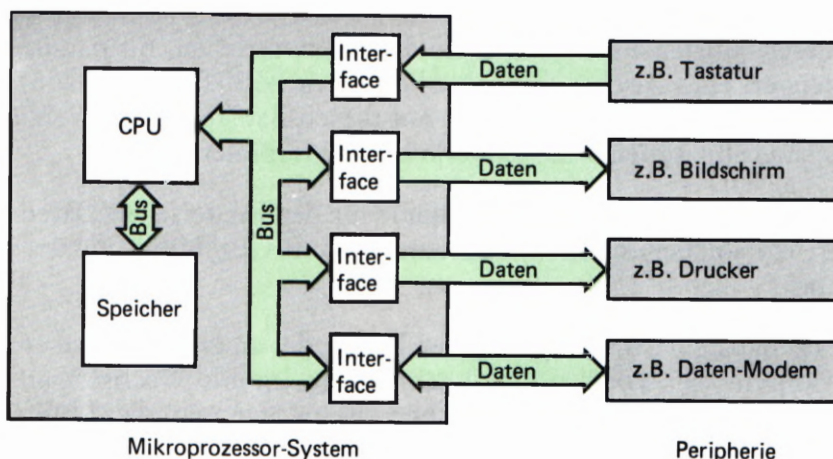 Inter-
face
Daten
z.B. Tastatur
CPU
Inter-
face
Daten
z.B. Bildschirm
Bus
Bus
Inter-
face
Daten
z.B. Drucker
Speicher
Inter-
face
Daten
z.B. Daten-Modem
Mikroprozessor-System
Peripherie